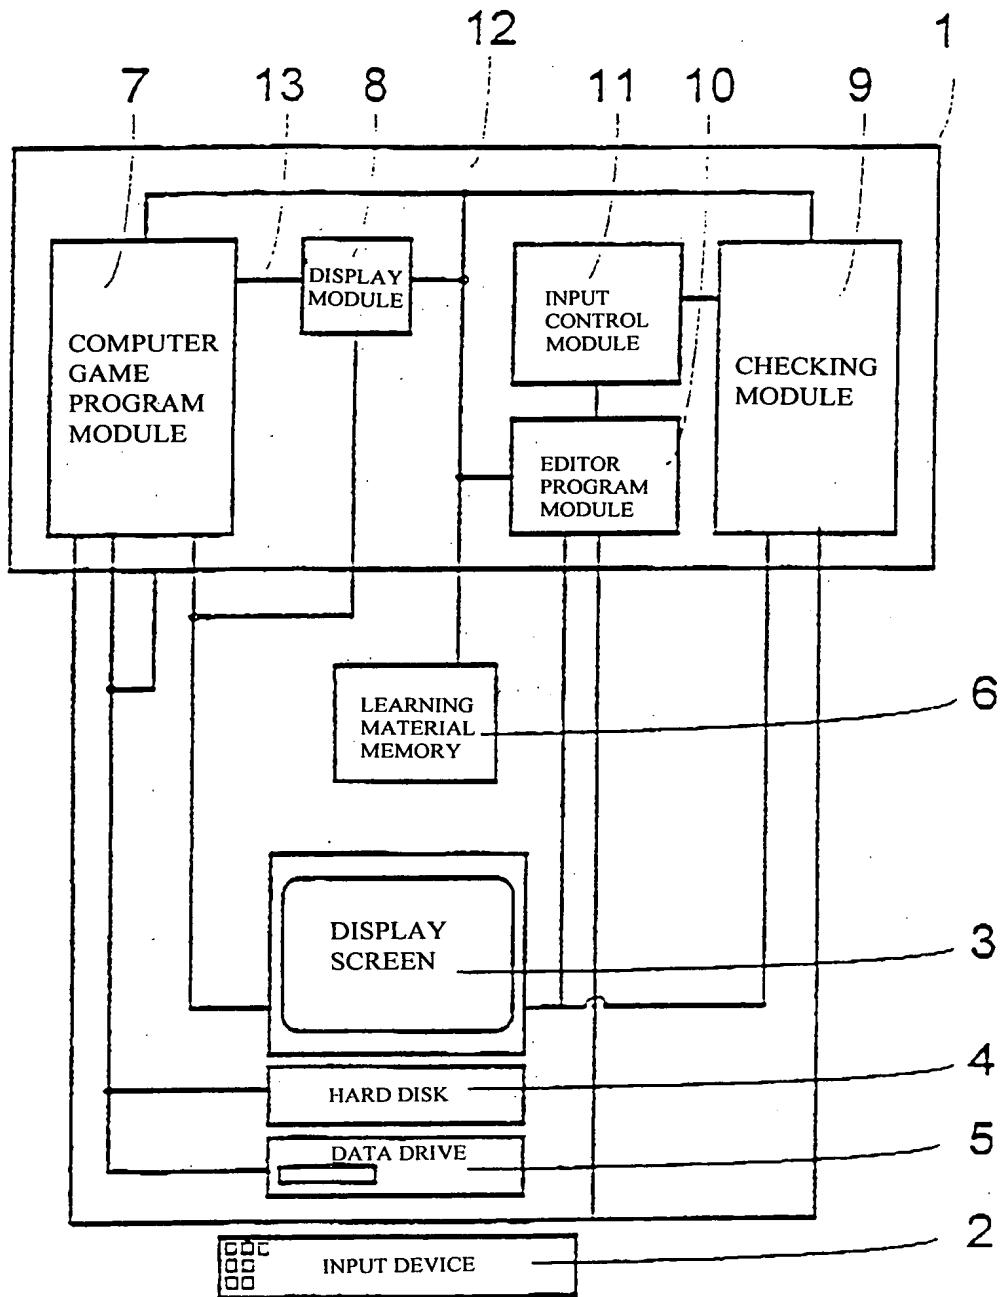 12
1
7
13
8
11
10
9
DISPLAY
MODULE
INPUT
CONTROL
MODULE
COMPUTER
GAME
PROGRAM
MODULE
CHECKING
MODULE
EDITOR
PROGRAM
MODULE
LEARNING
MATERIAL
MEMORY
6
DISPLAY
SCREEN
3
HARD DISK
4
DATA DRIVE
5
INPUT DEVICE
2